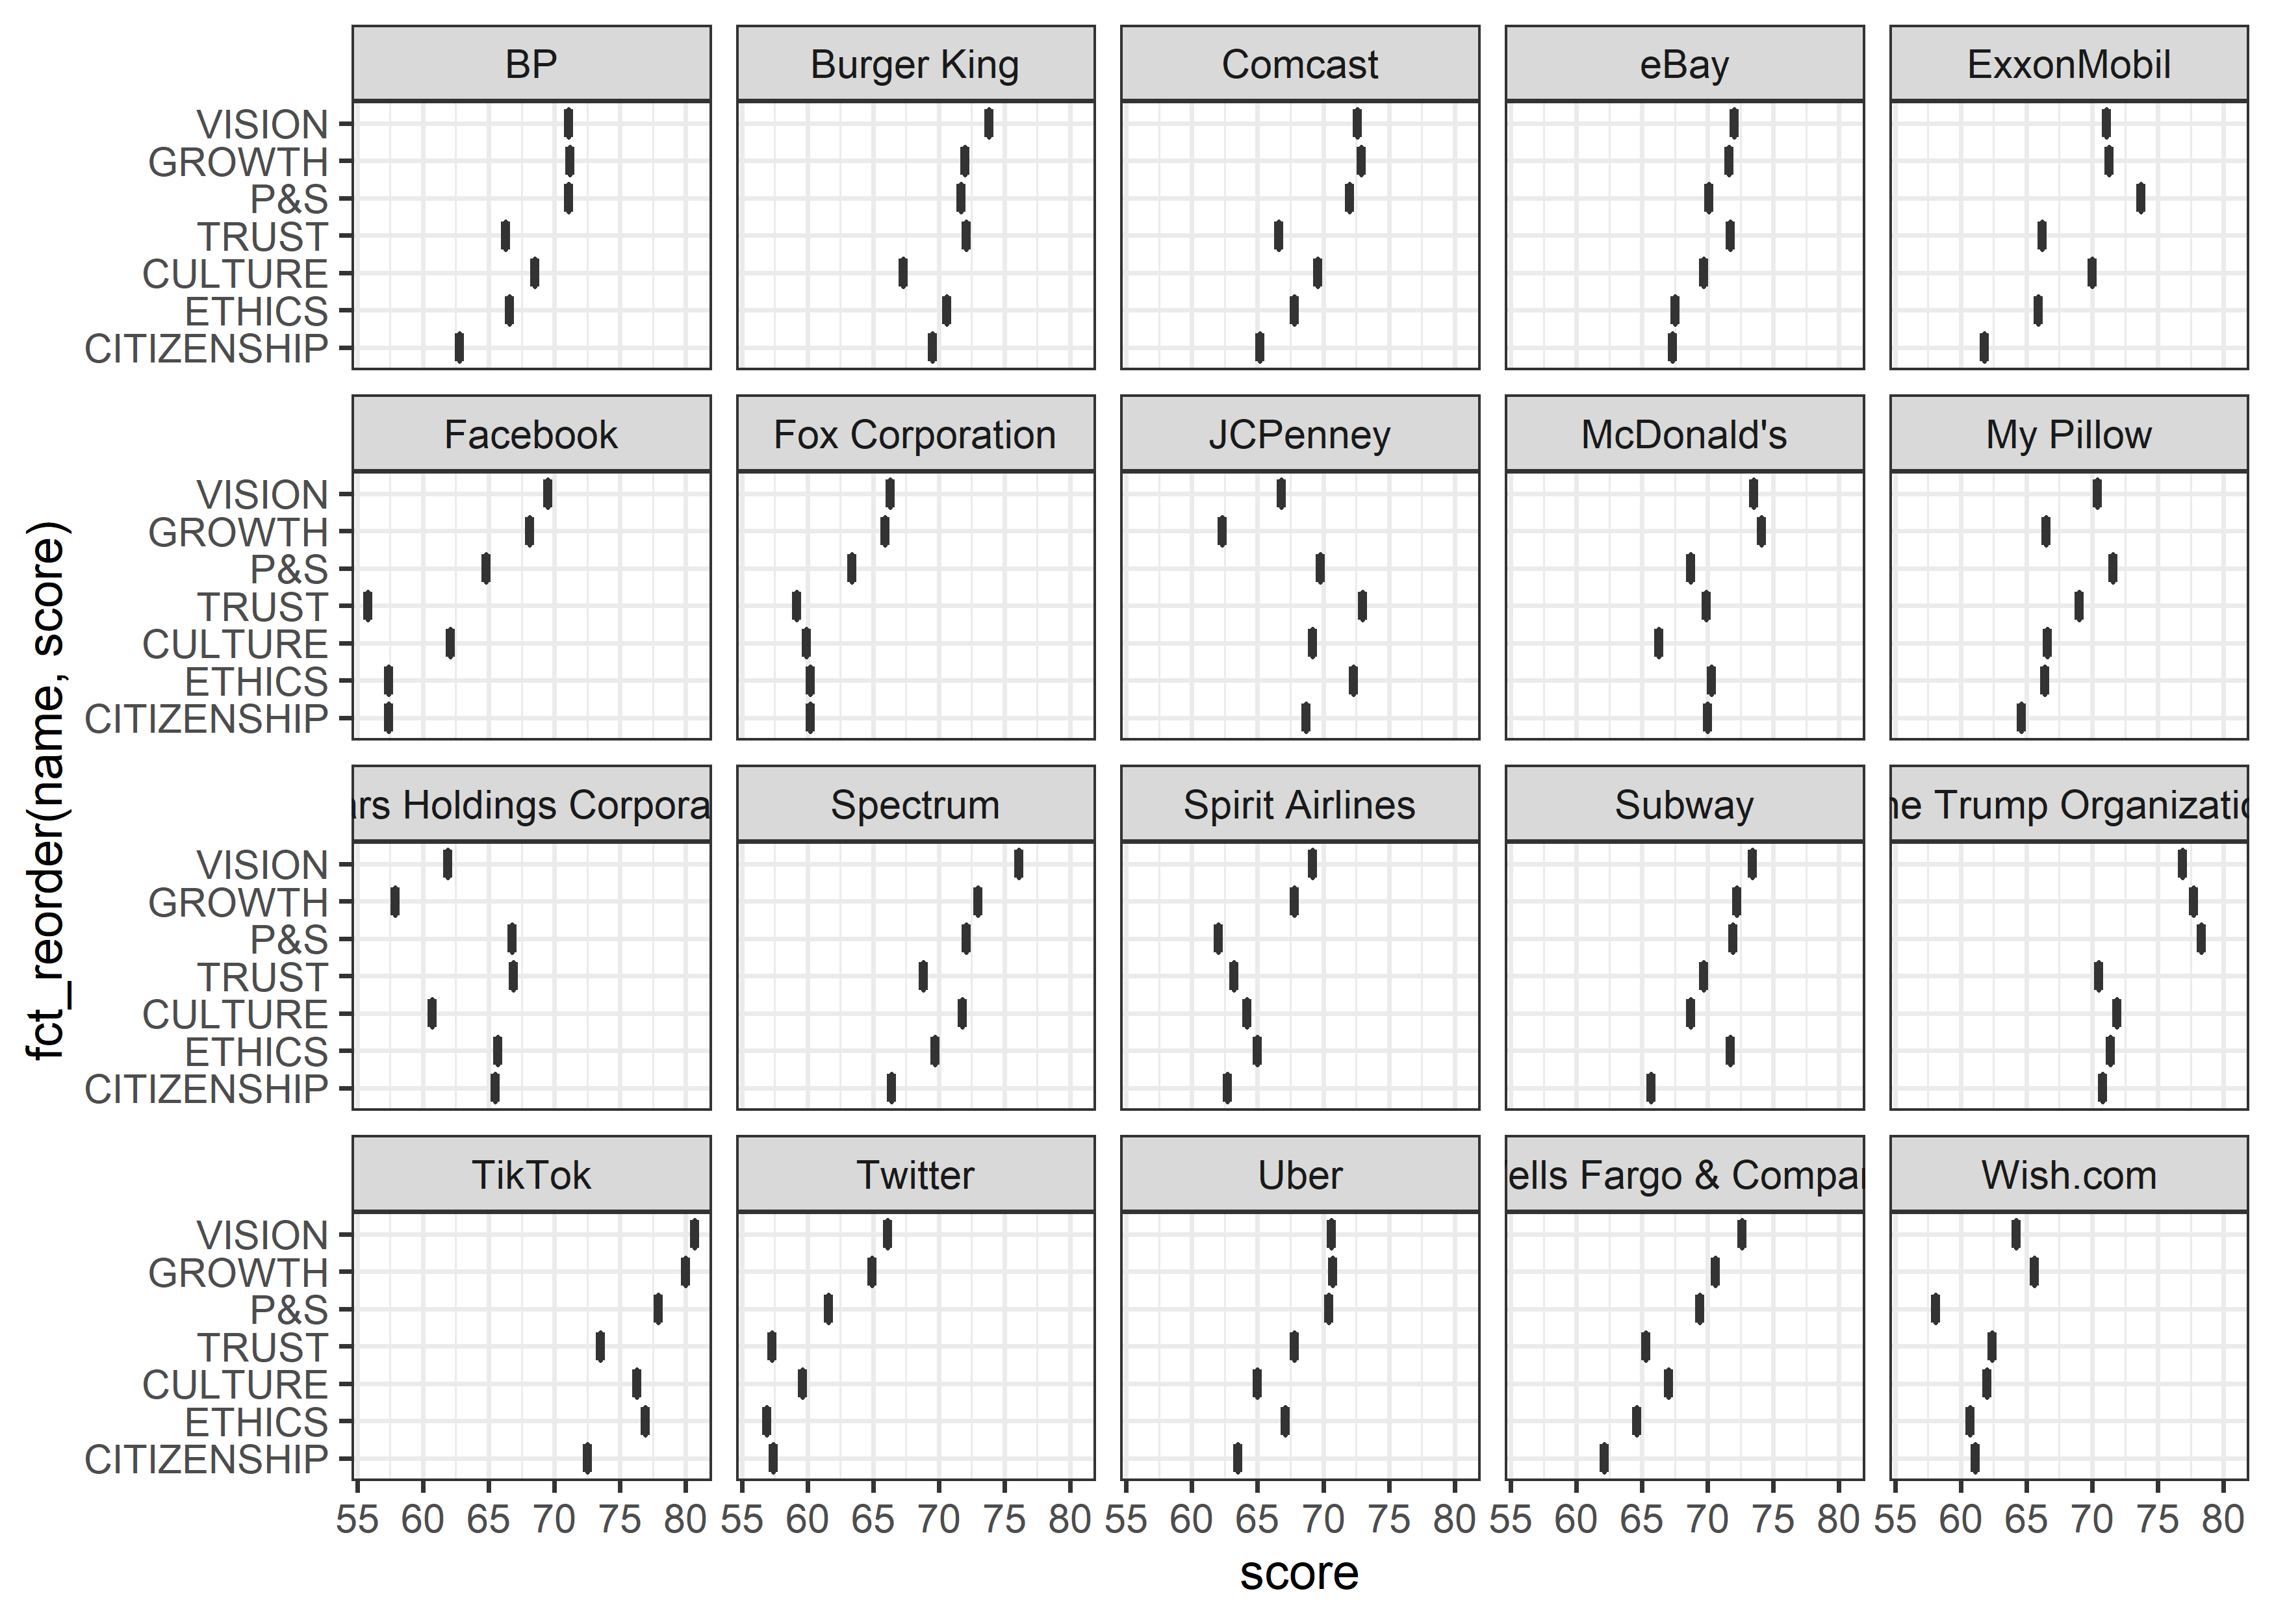 BP
Burger King
Comcast
eBay
ExxonMobil
VISION
GROWTH
P&S
TRUST
CULTURE
ETHICS
CITIZENSHIP
Facebook
Fox Corporation
JCPenney
McDonald's
My Pillow
VISION
GROWTH
P&S
TRUST
CULTURE
ETHICS
CITIZENSHIP
fct_reorder(name, score)
ars Holdings Corpora
Spectrum
Spirit Airlines
Subway
he Trump Organizatio
VISION
GROWTH
P&S
TRUST
CULTURE
ETHICS
CITIZENSHIP
TikTok
Twitter
Uber
ells Fargo & Compan
Wish.com
VISION
GROWTH
P&S
TRUST
CULTURE
ETHICS
CITIZENSHIP
55 60 65 70 75 80
55 60 65 70 75 80
55 60 65 70 75 80
55 60 65 70 75 80
55 60 65 70 75 80
score